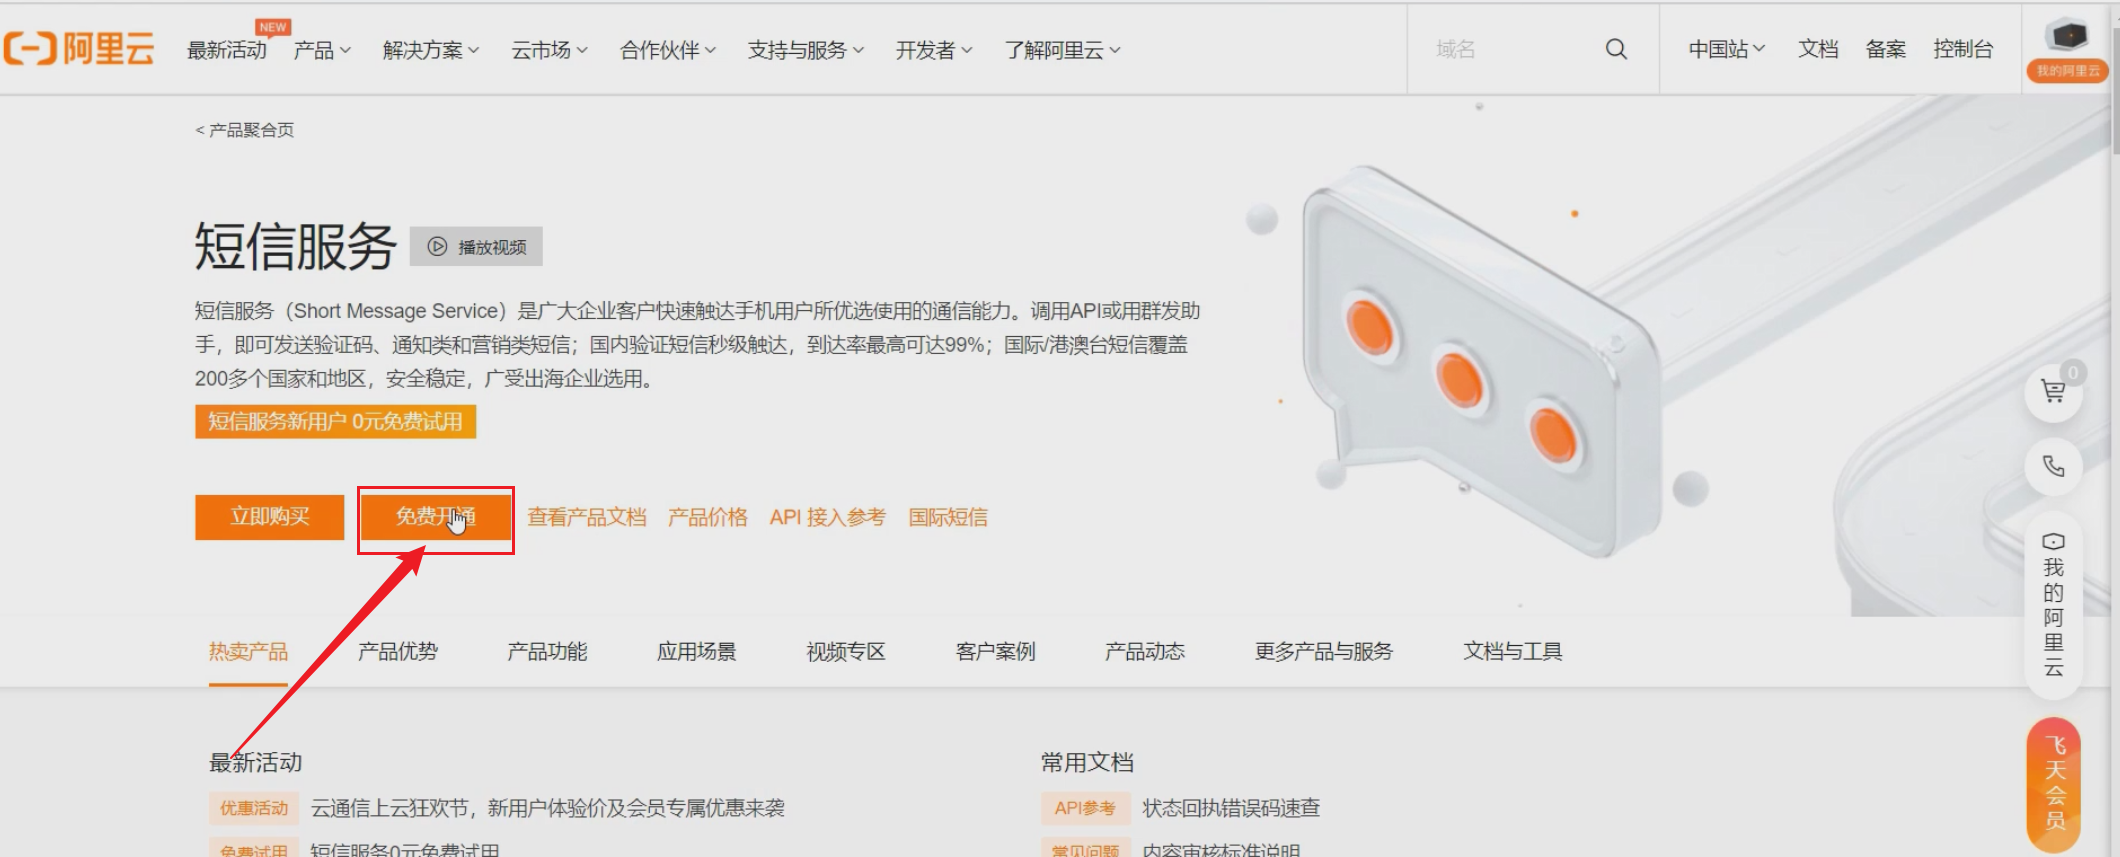 阿里云
最新活动 NEW 产品 解决方案 云市场 合作伙伴 支持与服务 开发者 了解阿里云 域名 中国站 文档 备案 控制台
我的阿里云
< 产品聚合页
短信服务 播放视频
短信服务（Short Message Service）是广大企业客户快速触达手机用户所优选使用的通信能力。调用API或用群发助
手，即可发送验证码、通知类和营销类短信；国内验证短信秒级触达，到达率最高可达99%；国际/港澳台短信覆盖
200多个国家和地区，安全稳定，广受出海企业选用。
短信服务新用户 0元免费试用
立即购买 免费开通 查看产品文档 产品价格 API 接入参考 国际短信
0
我的阿里云
热卖产品 产品优势 产品功能 应用场景 视频专区 客户案例 产品动态 更多产品与服务 文档与工具
飞天会员
最新活动
优惠活动 云通信上云狂欢节，新用户体验价及会员专属优惠来袭
免费试用 短信服务0元免费试用
常用文档
API参考 状态回执错误码速查
常见问题 内容审核标准说明